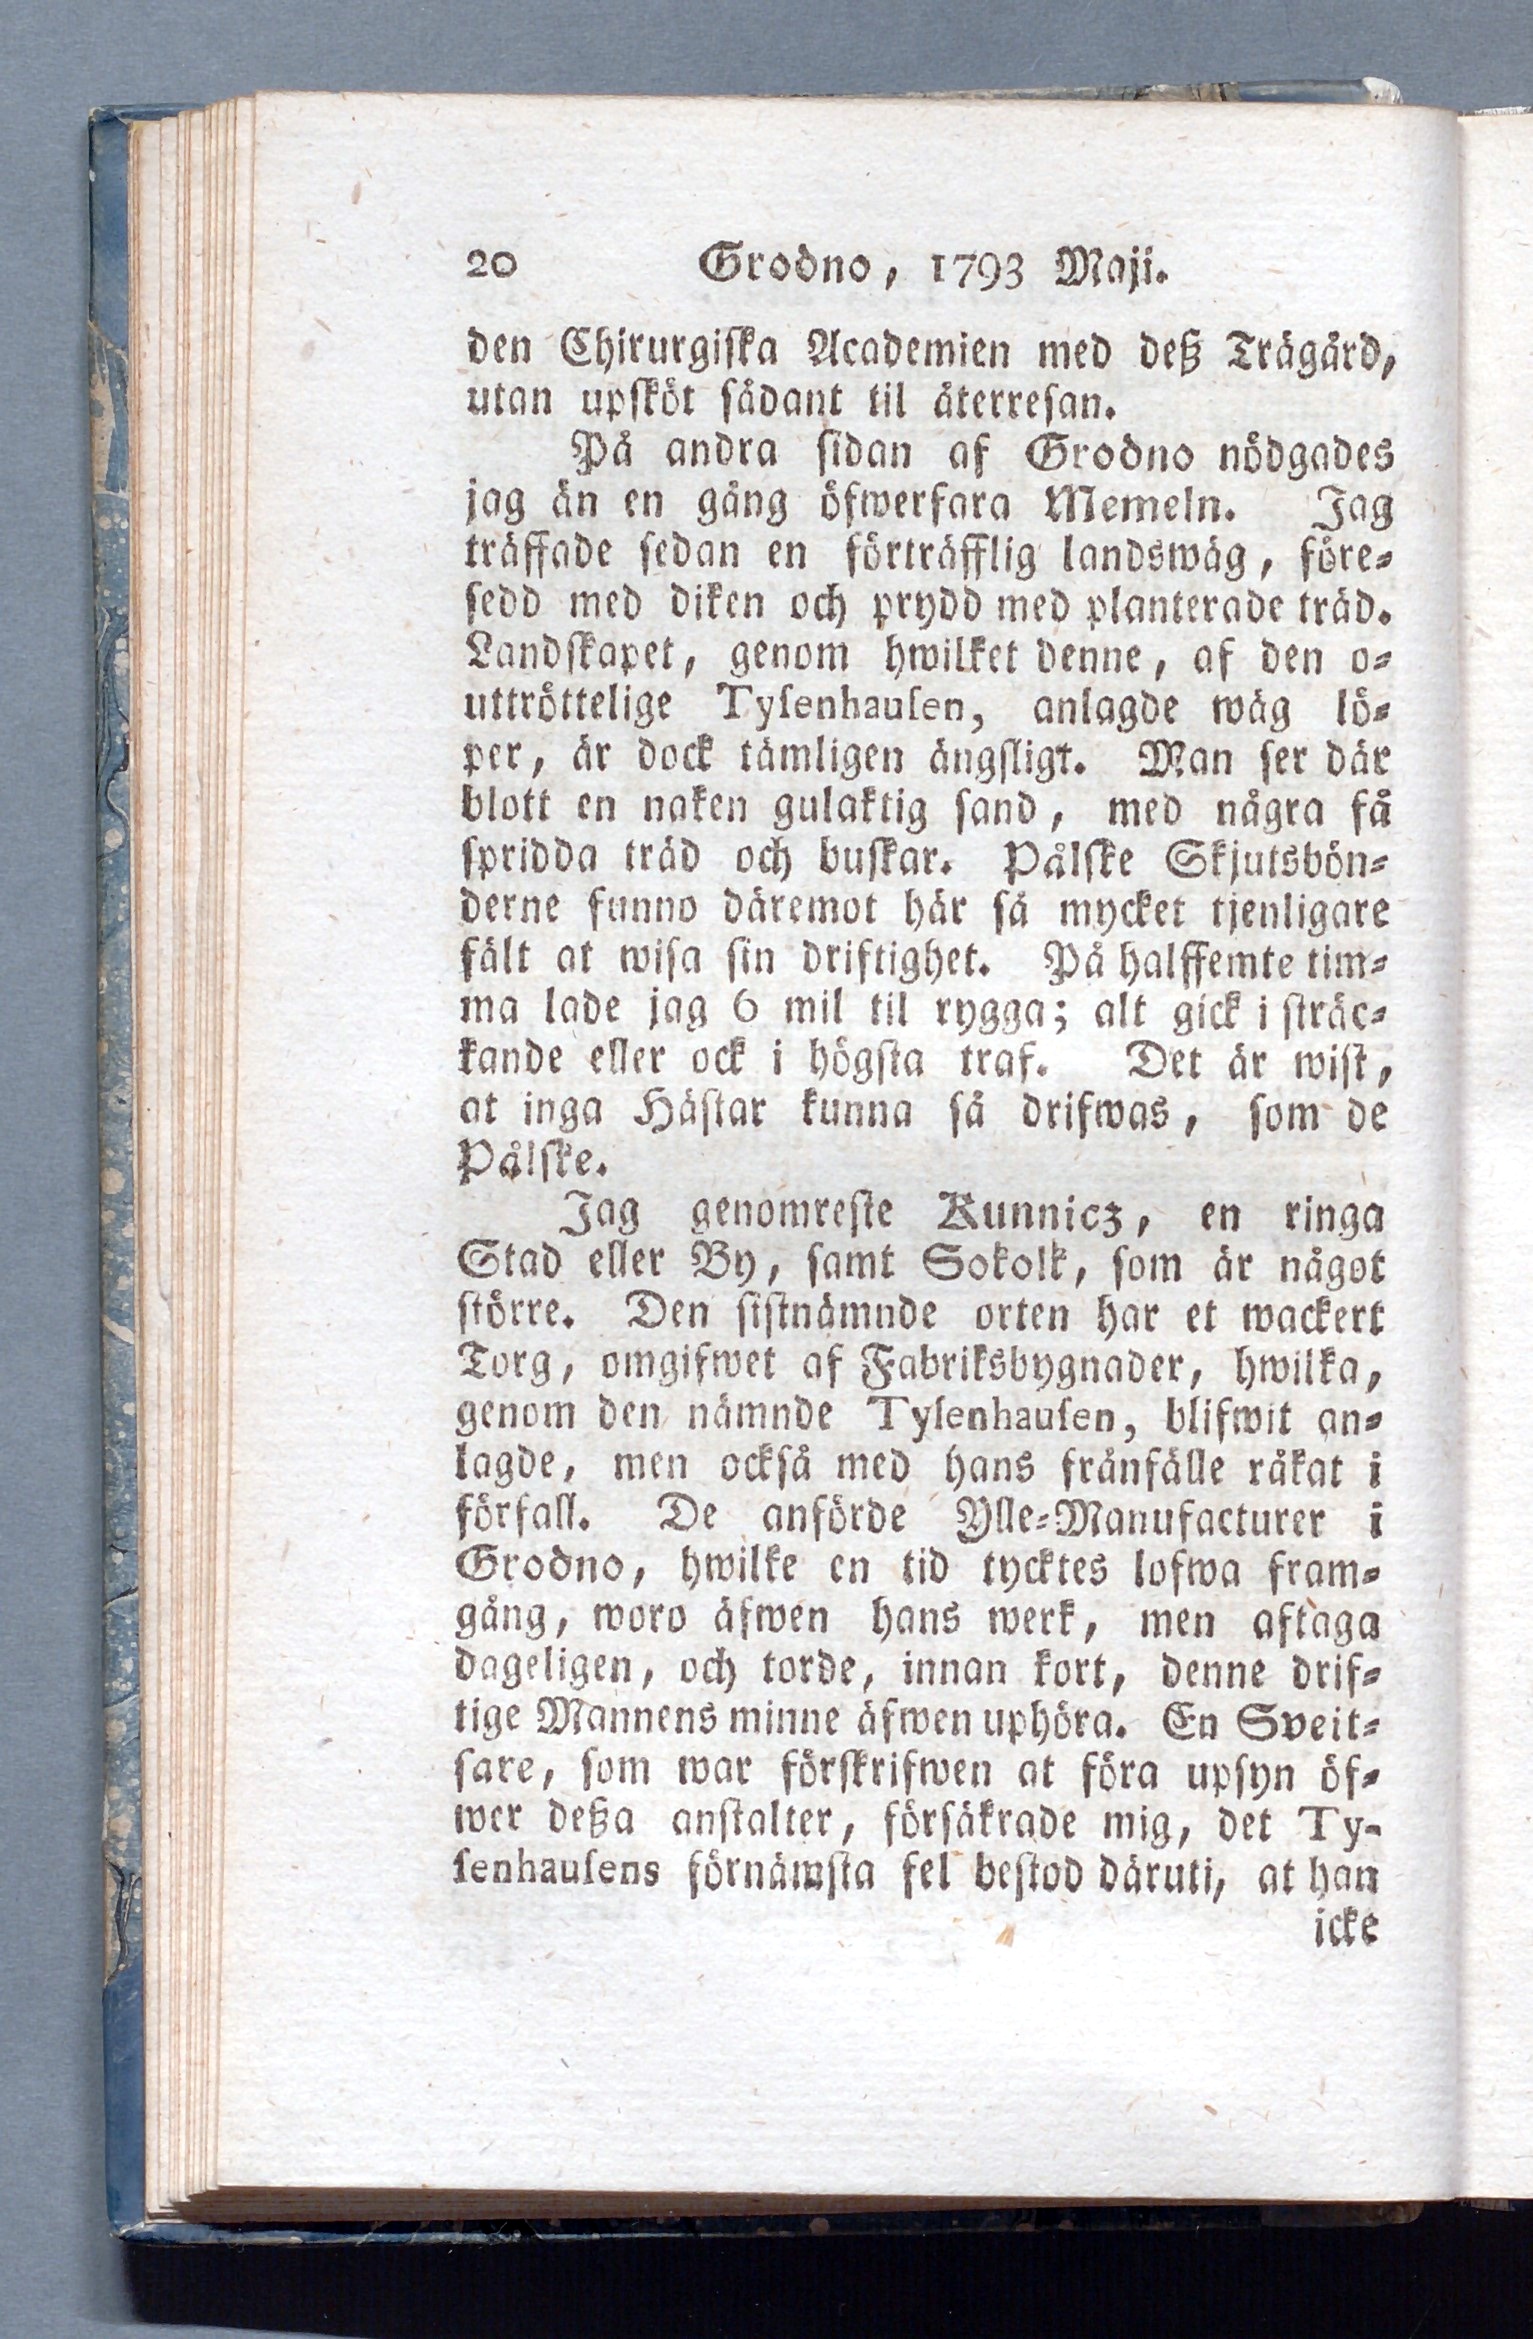 20 Grodno, 1793 Maji.
den Chirurgiſka Academien med deß Trägård,
utan upſköt ſådant til återreſan.
På andra ſidan af Grodno nödgades
jag än en gång öfwerfara Memeln. Jag
träffade ſedan en förträfflig landswäg, före-
ſedd med diken och prydd med planterade träd.
Landſkapet, genom hwilket denne, af den o-
uttröttelige Tyſenhauſen, anlagde wäg lö-
per, är dock tämligen ängſligt. Man ſer där
blott en naken gulaktig ſand, med några få
ſpridda träd och buſkar. Pålſke Skjutsbön-
derne funno däremot här ſå mycket tjenligare
fält at wiſa ſin driftighet. På halffemte tim-
ma lade jag 6 mil til rygga; alt gick i ſträc-
kande eller ock i högſta traf. Det är wiſt,
at inga Häſtar kunna ſå drifwas, ſom de
Pålſke.
Jag genomreſte Kunnicz, en ringa
Stad eller By, ſamt Sokolk, ſom är något
större. Den ſiſtnämnde orten har et wackert
Torg, omgifwet af Fabriksbygnader, hwilka,
genom den nämnde Tyſenhauſen, blifwit an-
lagde, men ockſå med hans frånfälle råkat i
förfall. De anförde Ylle-Manufacturer i
Grodno, hwilke en tid tycktes lofwa fram-
gång, woro äfwen hans werk, men aftaga
dageligen, och torde, innan kort, denne drif-
tige Mannens minne äfwen uphöra. En Sveit-
ſare, ſom war förſkrifwen at föra upſyn öf-
wer deßa anſtalter, förſäkrade mig, det Ty-
ſenhauſens förnämſta fel beſtod däruti, at han
icke